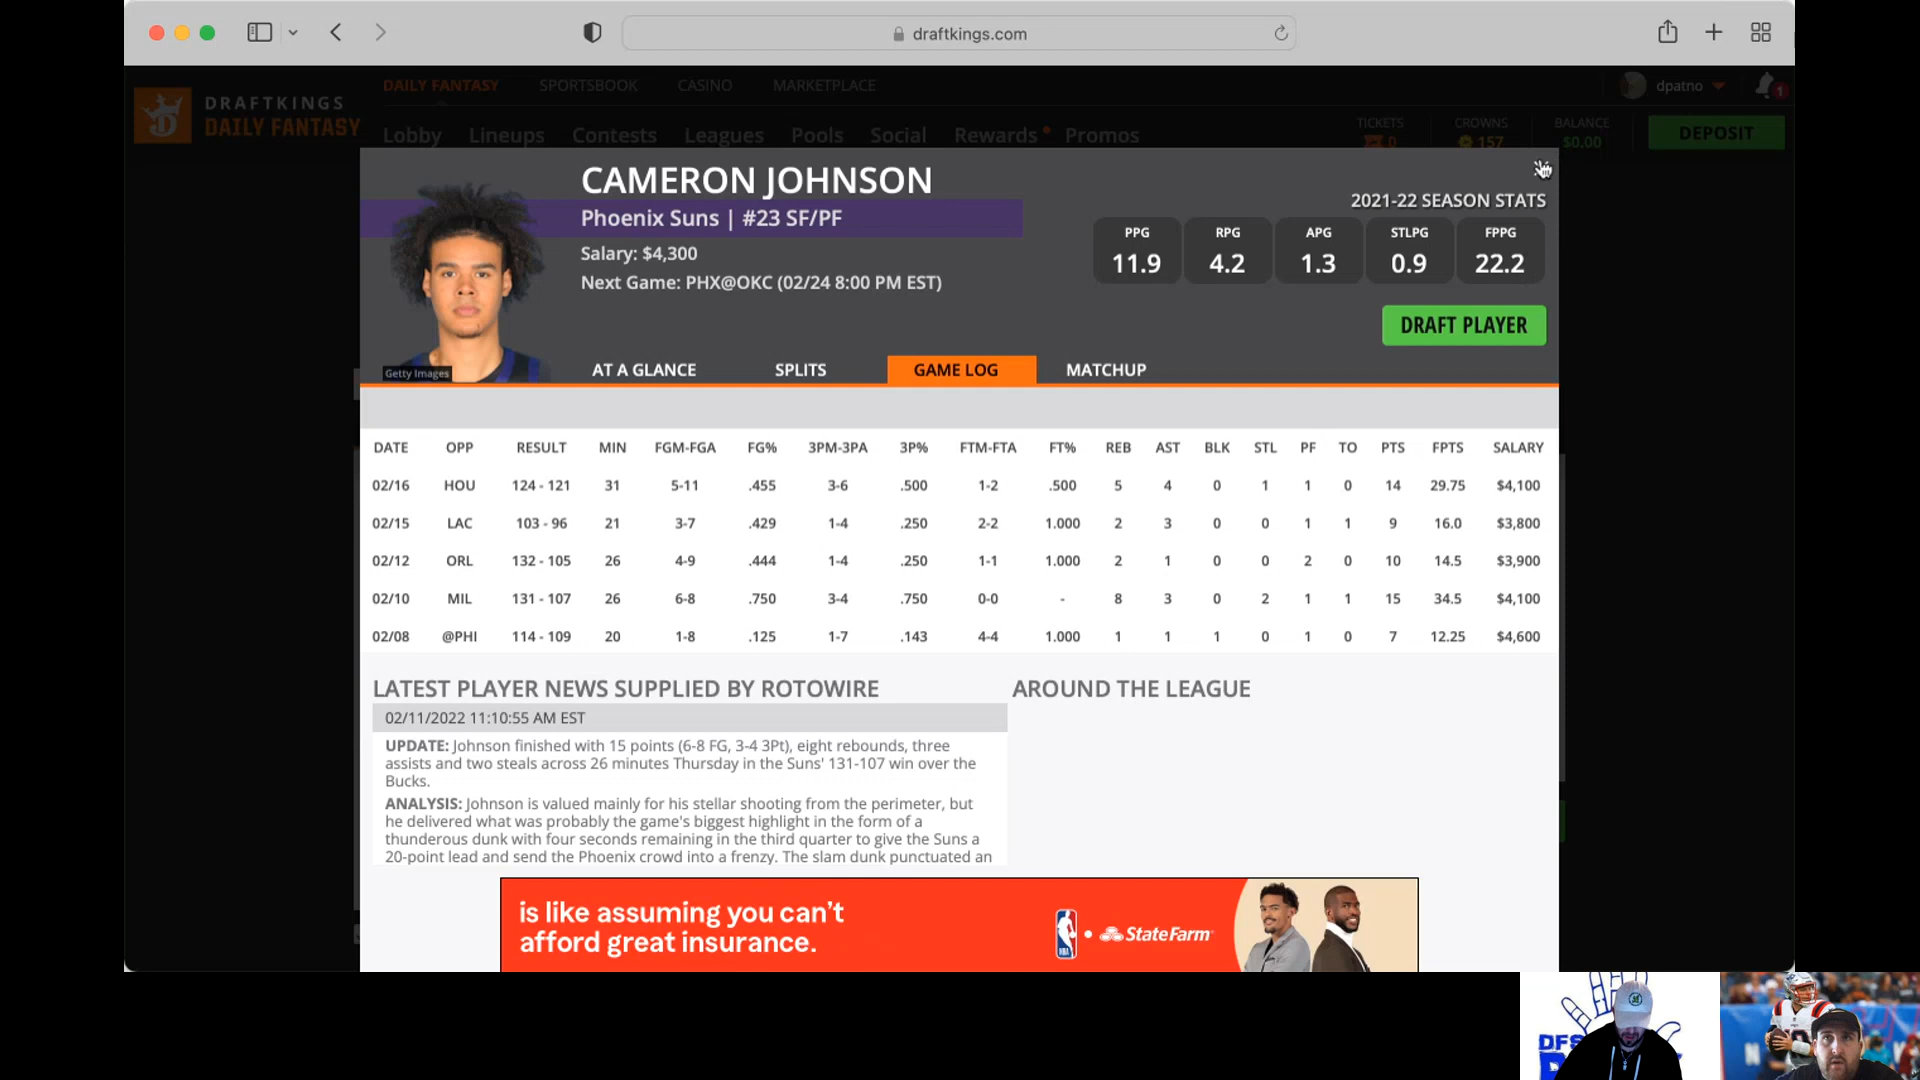 draftkings.com
DRAFTKINGS
DAILY FANTASY
DAILY FANTASY SPORTSBOOK CASINO MARKETPLACE
dpatno
1
Lobby Lineups Contests Leagues Pools Social Rewards Promos
TICKETS CROWNS BALANCE
0 157 $0.00
DEPOSIT
CAMERON JOHNSON
Phoenix Suns | #23 SF/PF
Salary: $4,300
Next Game: PHX@OKC (02/24 8:00 PM EST)
2021-22 SEASON STATS
PPG RPG APG STLPG FPPG
11.9 4.2 1.3 0.9 22.2
DRAFT PLAYER
Getty Images
AT A GLANCE SPLITS GAME LOG MATCHUP
DATE OPP RESULT MIN FGM-FGA FG% 3PM-3PA 3P% FTM-FTA FT% REB AST BLK STL PF TO PTS FPTS SALARY
02/16 HOU 124 - 121 31 5-11 .455 3-6 .500 1-2 .500 5 4 0 1 1 0 14 29.75 $4,100
02/15 LAC 103 - 96 21 3-7 .429 1-4 .250 2-2 1.000 2 3 0 0 1 1 9 16.0 $3,800
02/12 ORL 132 - 105 26 4-9 .444 1-4 .250 1-1 1.000 2 1 0 0 2 0 10 14.5 $3,900
02/10 MIL 131 - 107 26 6-8 .750 3-4 .750 0-0 - 8 3 0 2 1 1 15 34.5 $4,100
02/08 @PHI 114 - 109 20 1-8 .125 1-7 .143 4-4 1.000 1 1 1 0 1 0 7 12.25 $4,600
LATEST PLAYER NEWS SUPPLIED BY ROTOWIRE
AROUND THE LEAGUE
02/11/2022 11:10:55 AM EST
UPDATE: Johnson finished with 15 points (6-8 FG, 3-4 3Pt), eight rebounds, three
assists and two steals across 26 minutes Thursday in the Suns' 131-107 win over the
Bucks.
ANALYSIS: Johnson is valued mainly for his stellar shooting from the perimeter, but
he delivered what was probably the game's biggest highlight in the form of a
thunderous dunk with four seconds remaining in the third quarter to give the Suns a
20-point lead and send the Phoenix crowd into a frenzy. The slam dunk punctuated an
is like assuming you can't
afford great insurance.
NBA
StateFarm
DFS